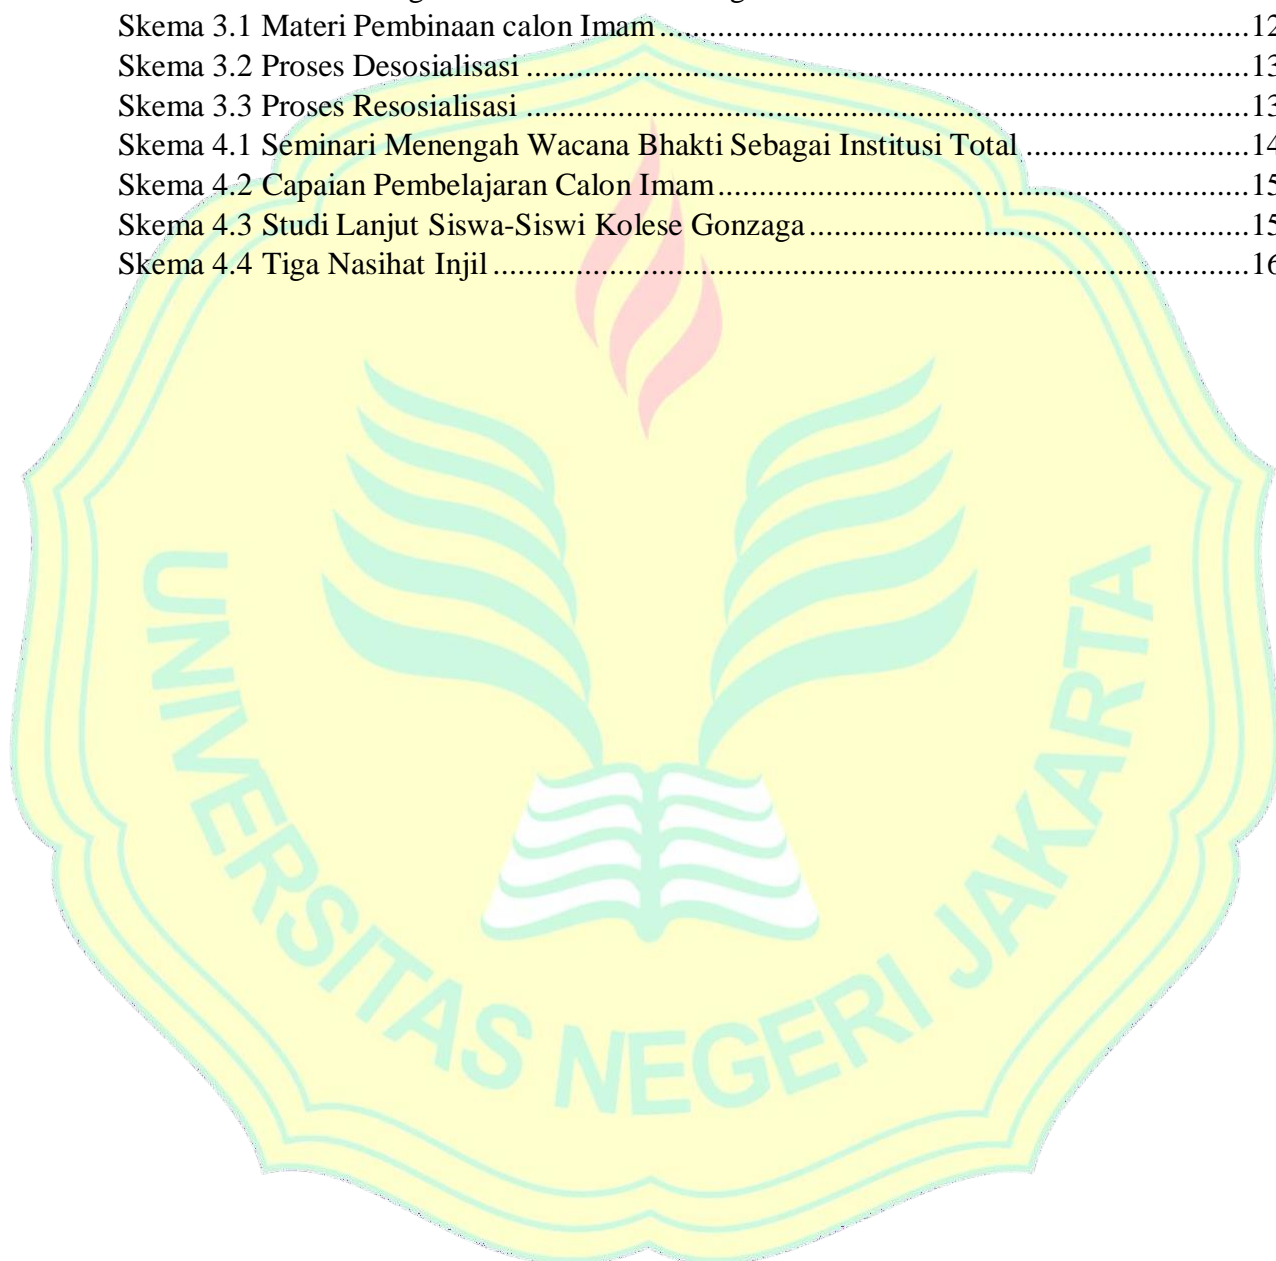 Skema 3.1 Materi Pembinaan calon Imam ....................................................................12
Skema 3.2 Proses Desosialisasi ....................................................................................13
Skema 3.3 Proses Resosialisasi .....................................................................................13
Skema 4.1 Seminari Menengah Wacana Bhakti Sebagai Institusi Total ..........................14
Skema 4.2 Capaian Pembelajaran Calon Imam .............................................................15
Skema 4.3 Studi Lanjut Siswa-Siswi Kolese Gonzaga ...................................................15
Skema 4.4 Tiga Nasihat Injil .........................................................................................16
UNIVERSITAS NEGERI JAKARTA